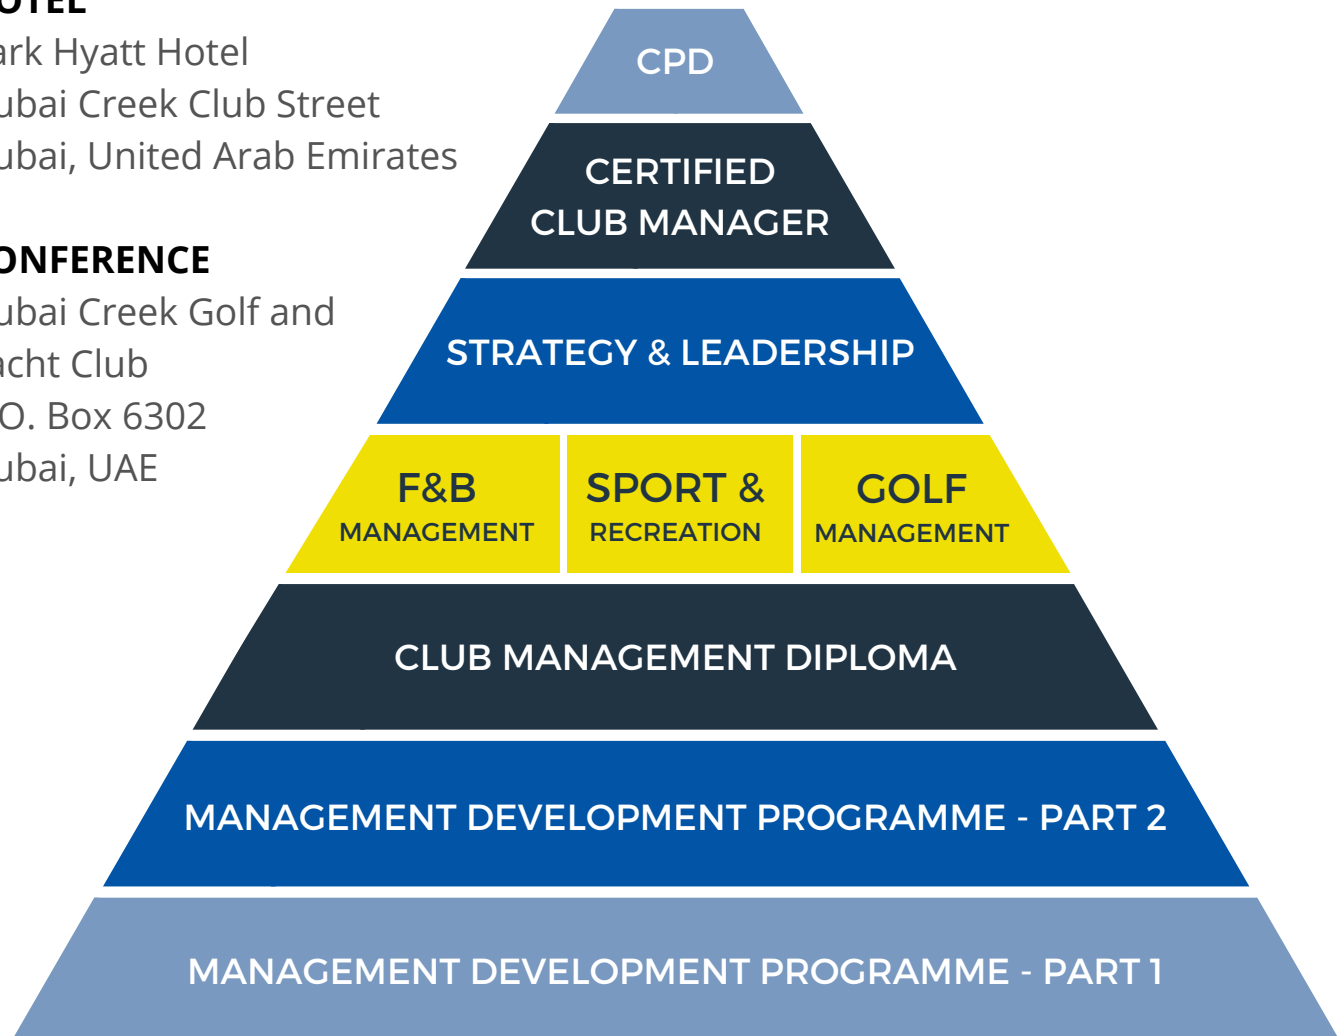 OTEL
ark Hyatt Hotel
ubai Creek Club Street
ubai, United Arab Emirates
ONFERENCE
ubai Creek Golf and
acht Club
.O. Box 6302
ubai, UAE
CPD
CERTIFIED
CLUB MANAGER
STRATEGY & LEADERSHIP
F&B
MANAGEMENT
SPORT &
RECREATION
GOLF
MANAGEMENT
CLUB MANAGEMENT DIPLOMA
MANAGEMENT DEVELOPMENT PROGRAMME - PART 2
MANAGEMENT DEVELOPMENT PROGRAMME - PART 1